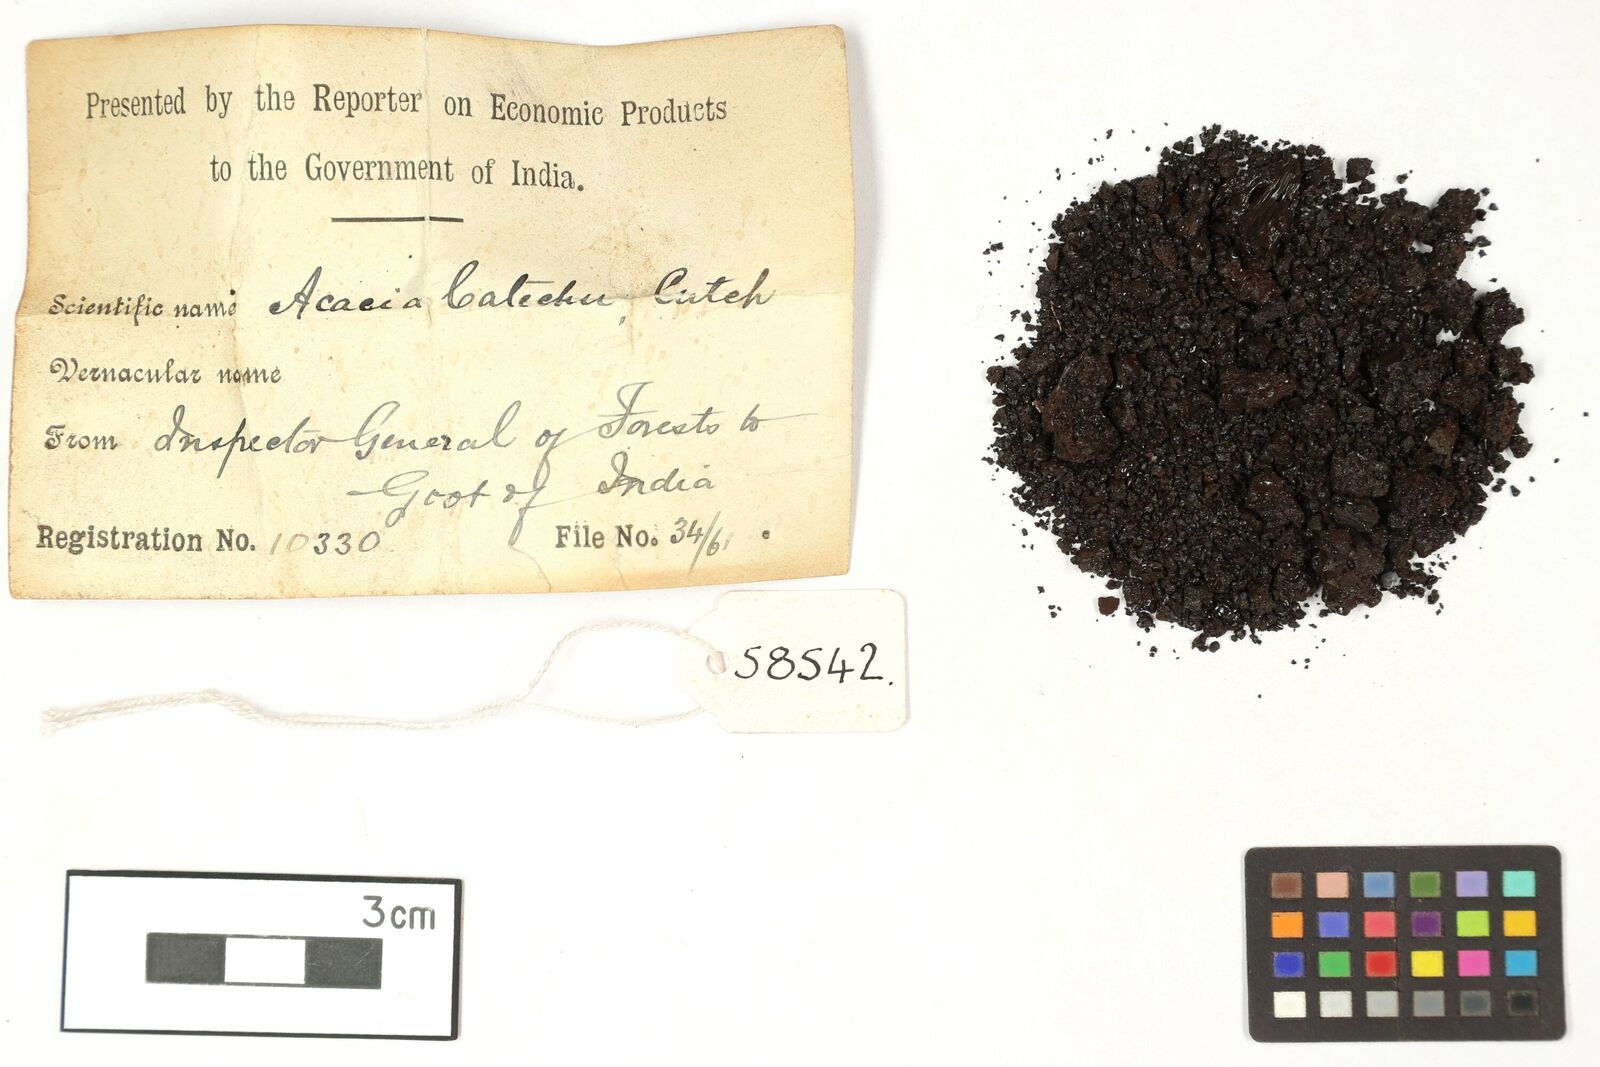 Presented by the Reporter on Economic Products
to the Government of India.
Scientific name Acacia Catechu, Cutch
Vernacular name
From Inspector General of Forests to
Govt of India
Registration No. 10330 File No. 34/61.
58542.
3cm